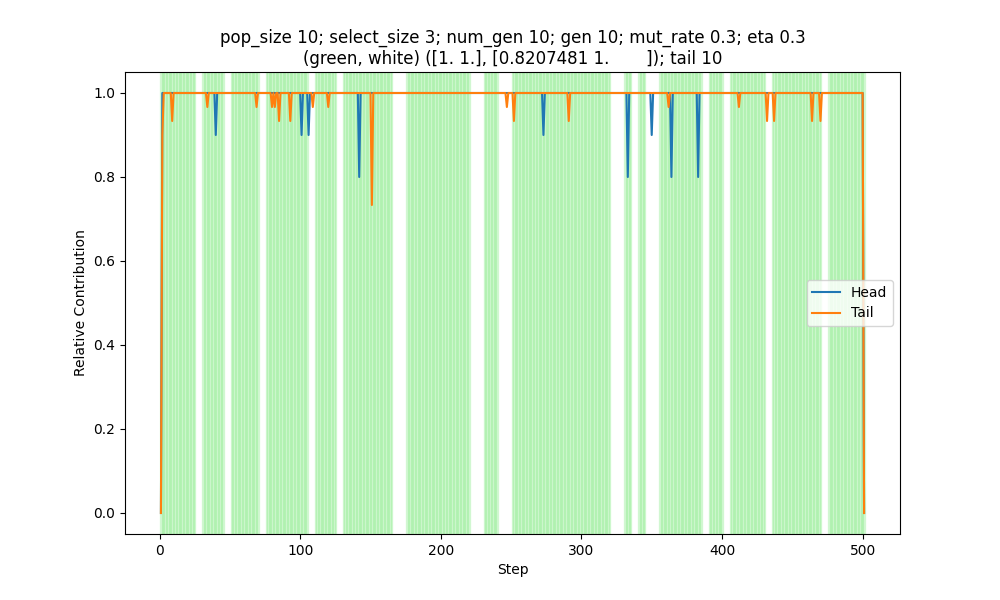 pop_size 10; select_size 3; num_gen 10; gen 10; mut_rate 0.3; eta 0.3
(green, white) ([1. 1.], [0.8207481 1.        ]); tail 10
1.0
0.8
0.6
0.4
0.2
0.0
Relative Contribution
Head
Tail
0
100
200
300
400
500
Step